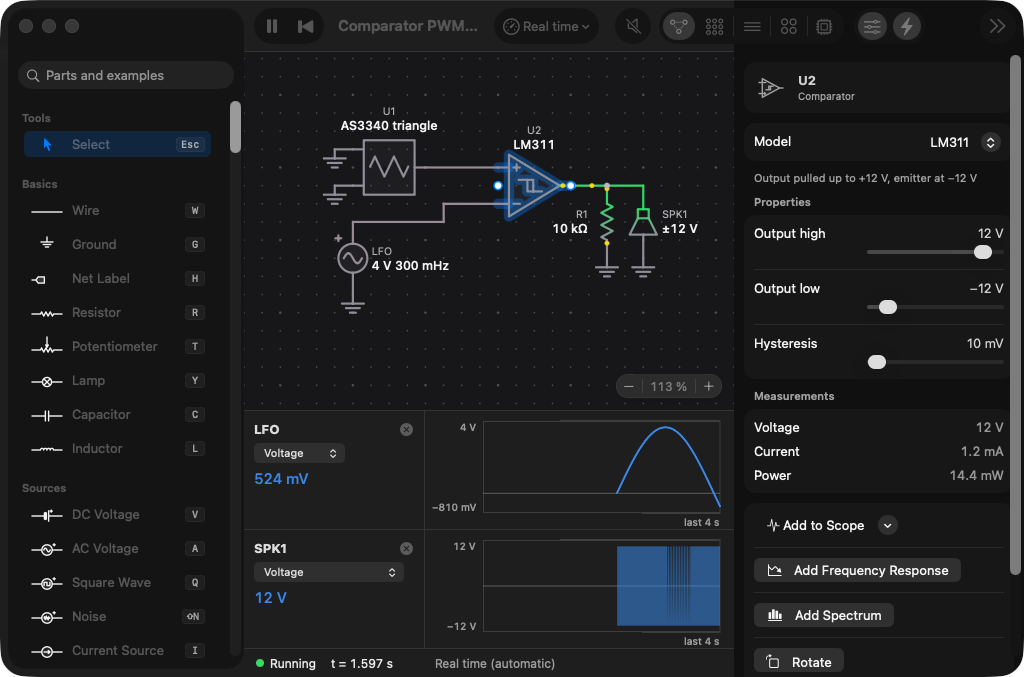 Comparator PWM...
Real time
Parts and examples
Tools
Select Esc
Basics
Wire W
Ground G
Net Label H
Resistor R
Potentiometer T
Lamp Y
Capacitor C
Inductor L
Sources
DC Voltage V
AC Voltage A
Square Wave Q
Noise ⇧N
Current Source I
U1
AS3340 triangle
U2
LM311
R1
10 kΩ
SPK1
±12 V
LFO
4 V 300 mHz
− 113 % +
LFO
Voltage
524 mV
4 V
−810 mV
last 4 s
SPK1
Voltage
12 V
12 V
−12 V
last 4 s
Running t = 1.597 s Real time (automatic)
U2
Comparator
Model LM311
Output pulled up to +12 V, emitter at −12 V
Properties
Output high 12 V
Output low −12 V
Hysteresis 10 mV
Measurements
Voltage 12 V
Current 1.2 mA
Power 14.4 mW
Add to Scope
Add Frequency Response
Add Spectrum
Rotate